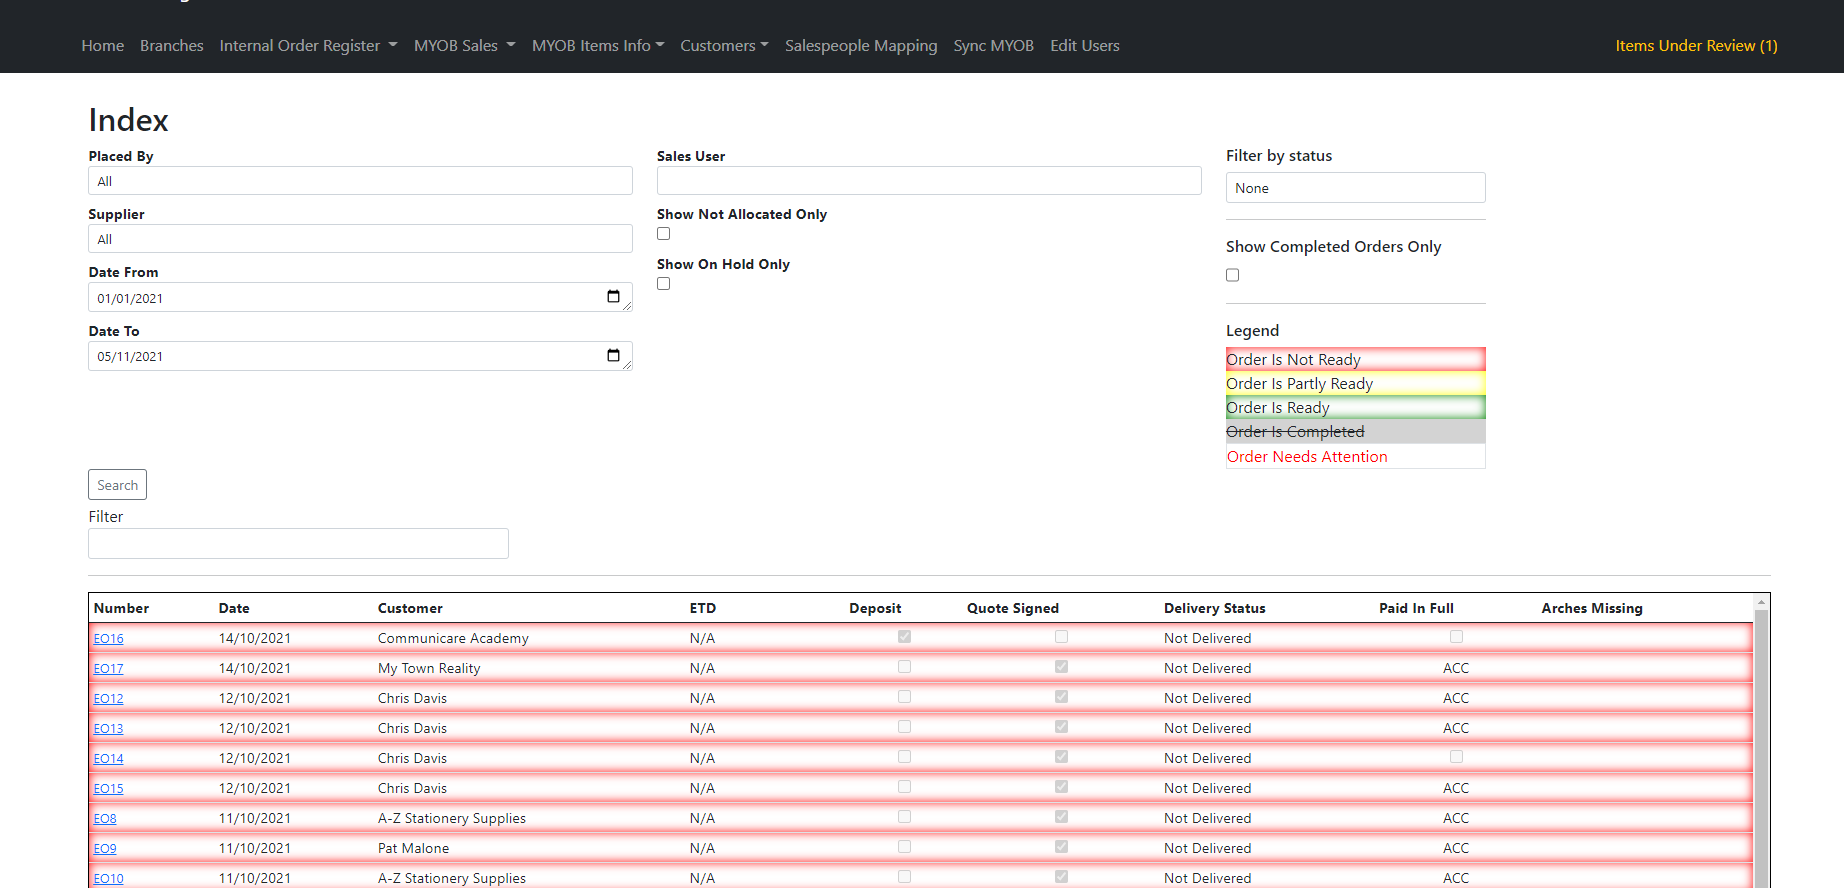 Home Branches Internal Order Register MYOB Sales MYOB Items Info Customers Salespeople Mapping Sync MYOB Edit Users Items Under Review (1)
Index
Placed By Sales User Filter by status
All None
Supplier Show Not Allocated Only
All Show Completed Orders Only
Date From Show On Hold Only
01/01/2021
Date To Legend
05/11/2021 Order Is Not Ready
Order Is Partly Ready
Order Is Ready
Order Is Completed
Order Needs Attention
Search
Filter
Number Date Customer ETD Deposit Quote Signed Delivery Status Paid In Full Arches Missing
EO16 14/10/2021 Communicare Academy N/A Not Delivered
EO17 14/10/2021 My Town Reality N/A Not Delivered ACC
EO12 12/10/2021 Chris Davis N/A Not Delivered ACC
EO13 12/10/2021 Chris Davis N/A Not Delivered ACC
EO14 12/10/2021 Chris Davis N/A Not Delivered
EO15 12/10/2021 Chris Davis N/A Not Delivered ACC
EO8 11/10/2021 A-Z Stationery Supplies N/A Not Delivered ACC
EO9 11/10/2021 Pat Malone N/A Not Delivered ACC
EO10 11/10/2021 A-Z Stationery Supplies N/A Not Delivered ACC